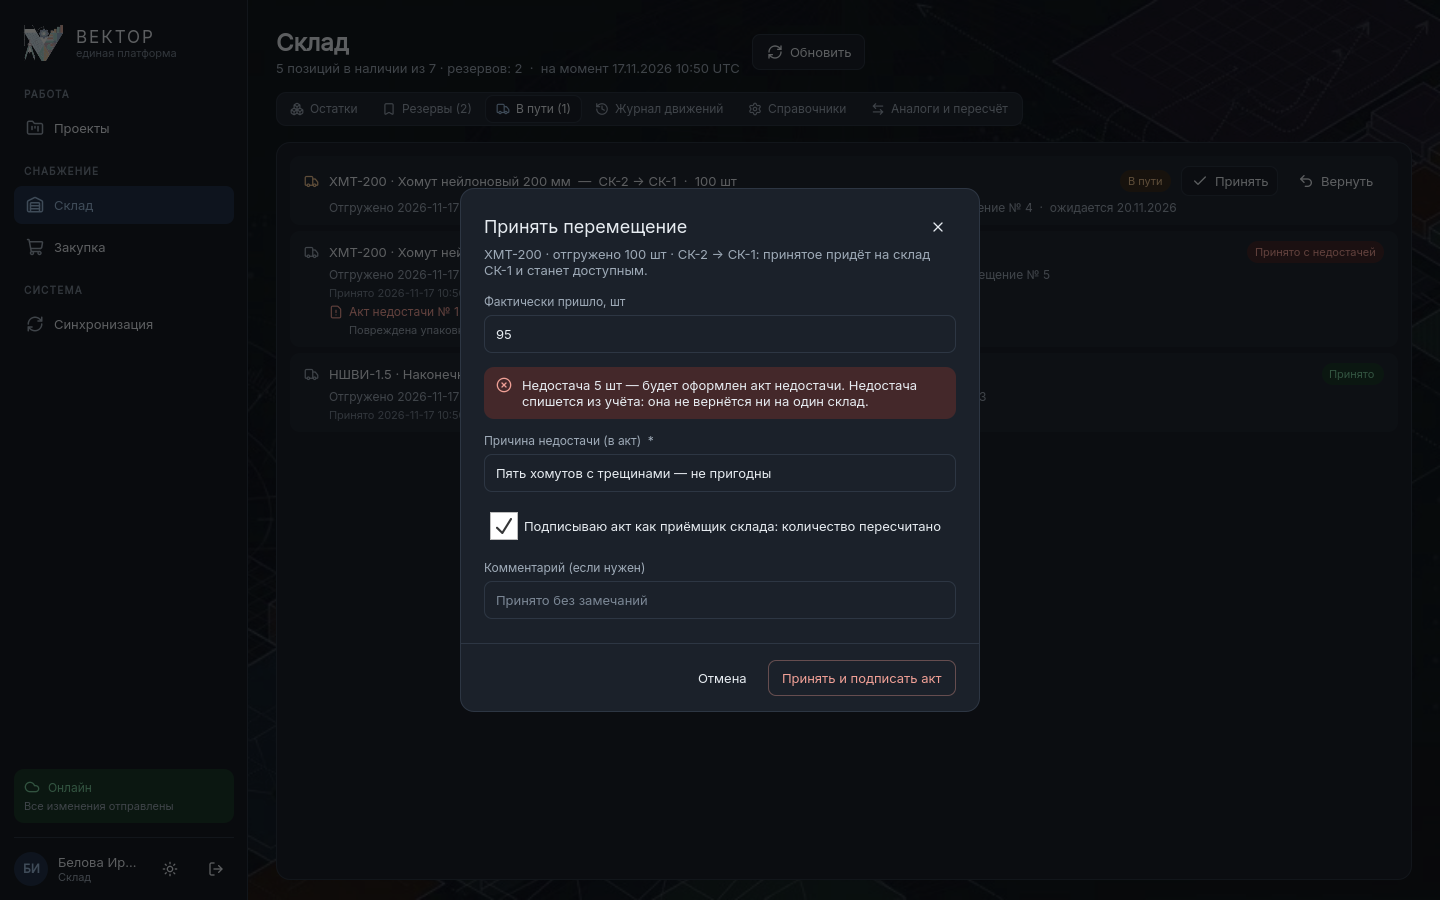 ВЕКТОР
единая платформа
РАБОТА
Проекты
СНАБЖЕНИЕ
Склад
Закупка
СИСТЕМА
Синхронизация
Онлайн
Все изменения отправлены
БИ
Белова Ир...
Склад
Склад
5 позиций в наличии из 7 · резервов: 2 · на момент 17.11.2026 10:50 UTC
Обновить
Остатки
Резервы (2)
В пути (1)
Журнал движений
Справочники
Аналоги и пересчёт
ХМТ-200 · Хомут нейлоновый 200 мм — СК-2 → СК-1 · 100 шт
В пути
Принять
Вернуть
Отгружено 2026-11-17
ение № 4 · ожидается 20.11.2026
ХМТ-200 · Хомут ней
Принято с недостачей
Отгружено 2026-11-17
ещение № 5
Принято 2026-11-17 10:5
Акт недостачи № 1
Повреждена упаковк
НШВИ-1.5 · Наконечн
Принято
Отгружено 2026-11-17
3
Принято 2026-11-17 10:5
Принять перемещение
ХМТ-200 · отгружено 100 шт · СК-2 → СК-1: принятое придёт на склад
СК-1 и станет доступным.
Фактически пришло, шт
95
Недостача 5 шт — будет оформлен акт недостачи. Недостача
спишется из учёта: она не вернётся ни на один склад.
Причина недостачи (в акт) *
Пять хомутов с трещинами — не пригодны
Подписываю акт как приёмщик склада: количество пересчитано
Комментарий (если нужен)
Принято без замечаний
Отмена
Принять и подписать акт